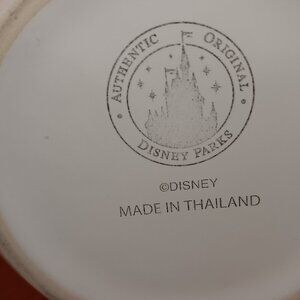 AUTHENTIC • ORIGINAL •
DISNEY PARKS
©DISNEY
MADE IN THAILAND